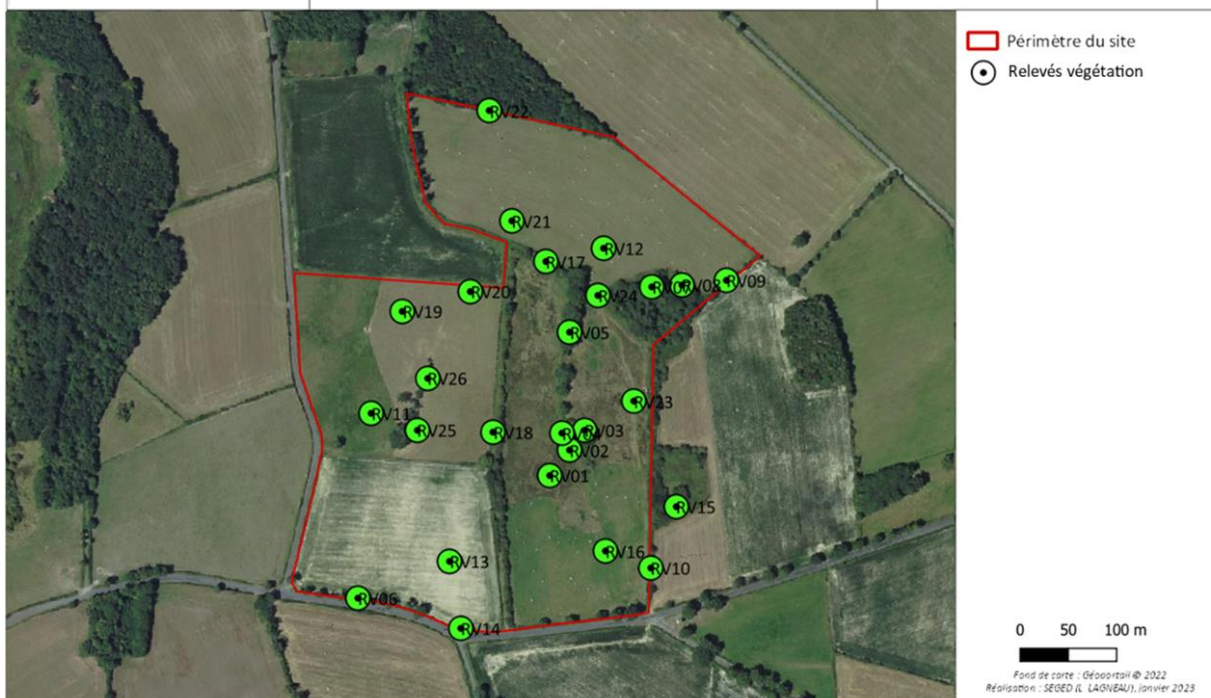 Périmètre du site
Relevés végétation
RV22
RV21
RV12
RV17
RV09
RV07
RV08
RV20
RV24
RV19
RV05
RV26
RV23
RV11
RV25
RV18
RV04
RV03
RV02
RV01
RV15
RV16
RV13
RV10
RV06
RV14
0 50 100 m
Fond de carte : Géoportail © 2022
Réalisation : SEGED (L. LAGNEAU), janvier 2023